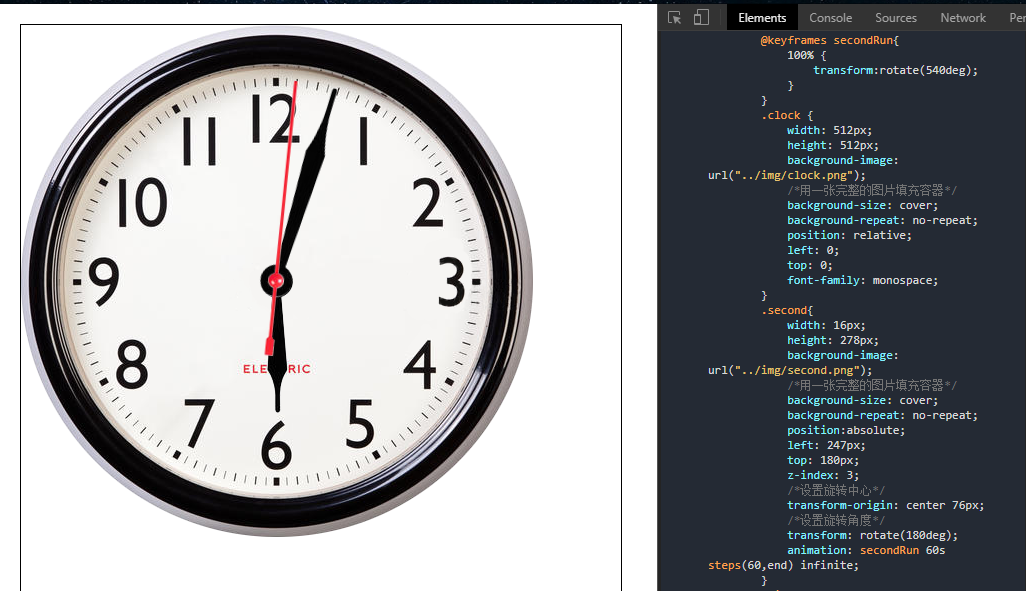 12
11
1
10
2
9
3
8
4
7
5
6
Elements Console Sources Network
@keyframes secondRun{
100% {
transform:rotate(540deg);
}
}
.clock {
width: 512px;
height: 512px;
background-image:
url("../img/clock.png");
/*用一张完整的图片填充容器*/
background-size: cover;
background-repeat: no-repeat;
position: relative;
left: 0;
top: 0;
font-family: monospace;
}
.second{
width: 16px;
height: 278px;
background-image:
url("../img/second.png");
/*用一张完整的图片填充容器*/
background-size: cover;
background-repeat: no-repeat;
position:absolute;
left: 247px;
top: 180px;
z-index: 3;
/*设置旋转中心*/
transform-origin: center 76px;
/*设置旋转角度*/
transform: rotate(180deg);
animation: secondRun 60s
steps(60,end) infinite;
}